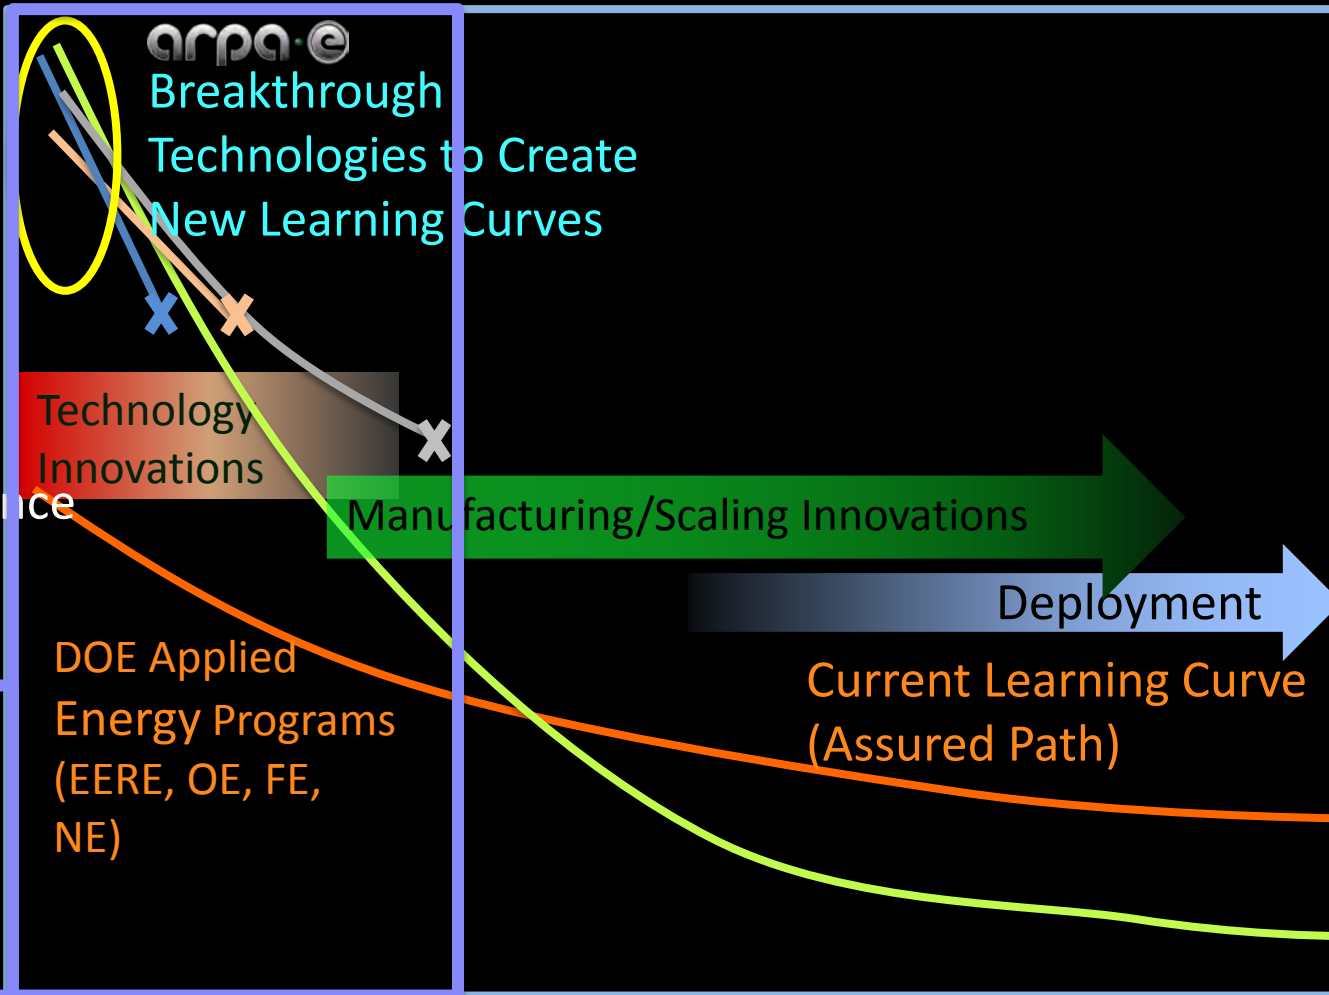 arpa·e
Breakthrough
Technologies to Create
New Learning Curves
Technology
Innovations
Manufacturing/Scaling Innovations
Deployment
DOE Applied
Energy Programs
(EERE, OE, FE,
NE)
Current Learning Curve
(Assured Path)